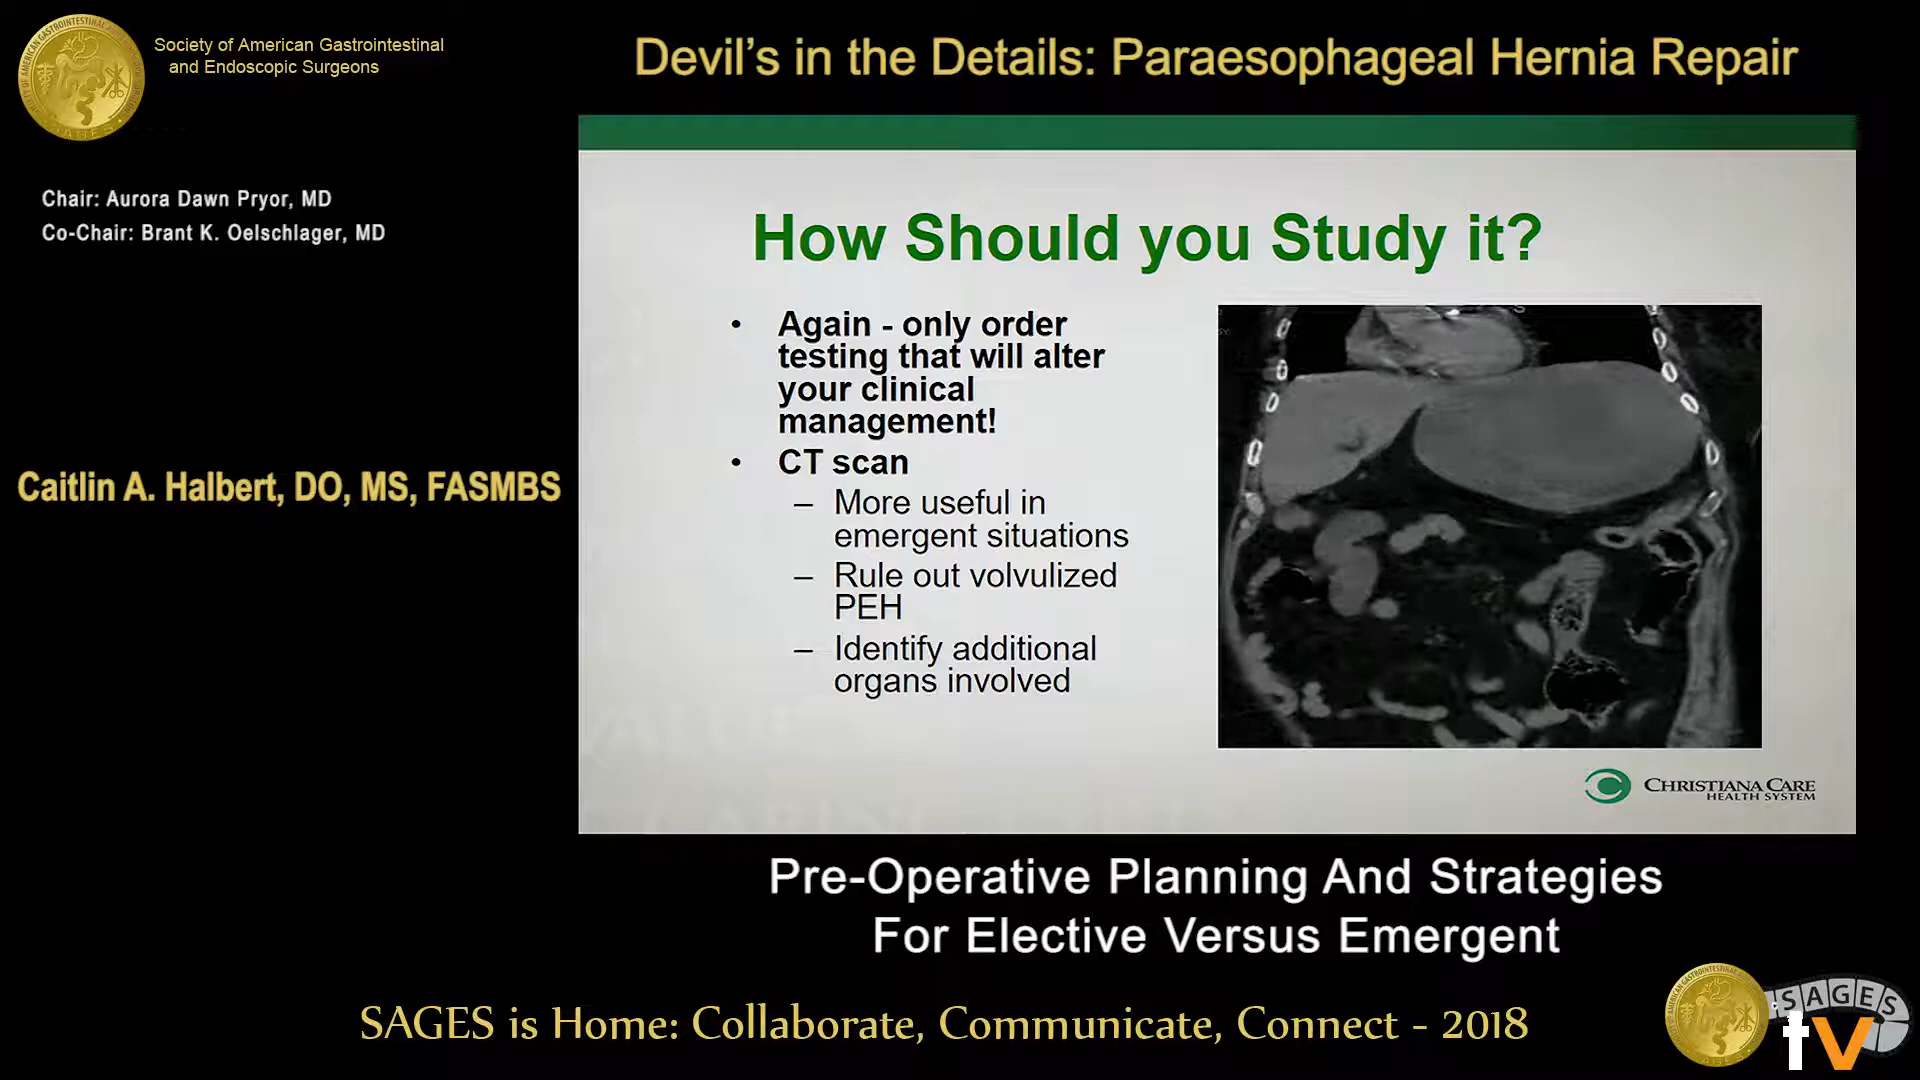 Society of American Gastrointestinal
and Endoscopic Surgeons
Devil's in the Details: Paraesophageal Hernia Repair
Chair: Aurora Dawn Pryor, MD
Co-Chair: Brant K. Oelschlager, MD
Caitlin A. Halbert, DO, MS, FASMBS
How Should you Study it?
• Again - only order
testing that will alter
your clinical
management!
• CT scan
– More useful in
emergent situations
– Rule out volvulized
PEH
– Identify additional
organs involved
CHRISTIANA CARE
HEALTH SYSTEM
Pre-Operative Planning And Strategies
For Elective Versus Emergent
SAGES is Home: Collaborate, Communicate, Connect - 2018
SAGES
tv